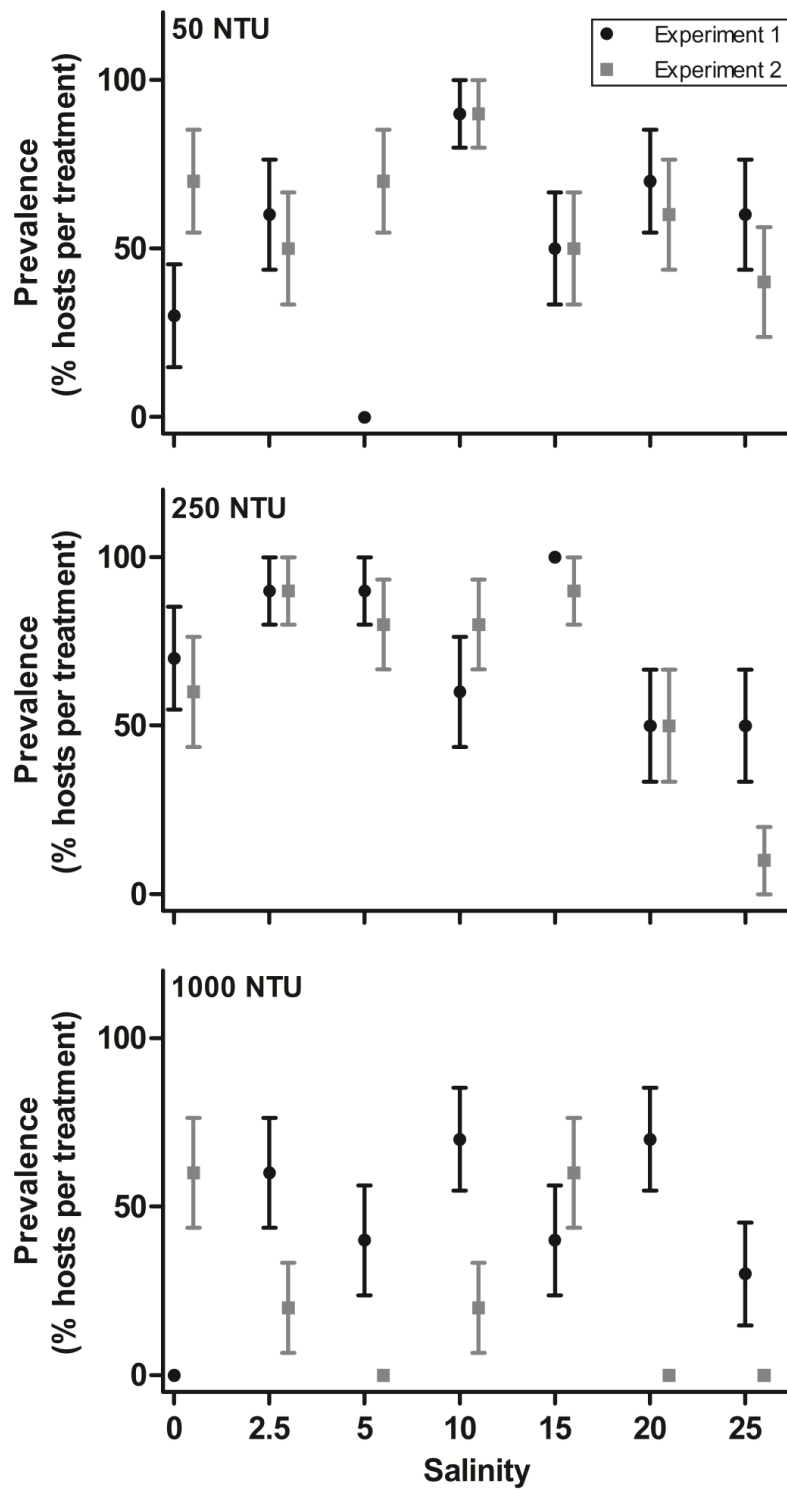 50 NTU
Experiment 1
Experiment 2
Prevalence
(% hosts per treatment)
100
50
0
250 NTU
Prevalence
(% hosts per treatment)
100
50
0
1000 NTU
Prevalence
(% hosts per treatment)
100
50
0
0 2.5 5 10 15 20 25
Salinity